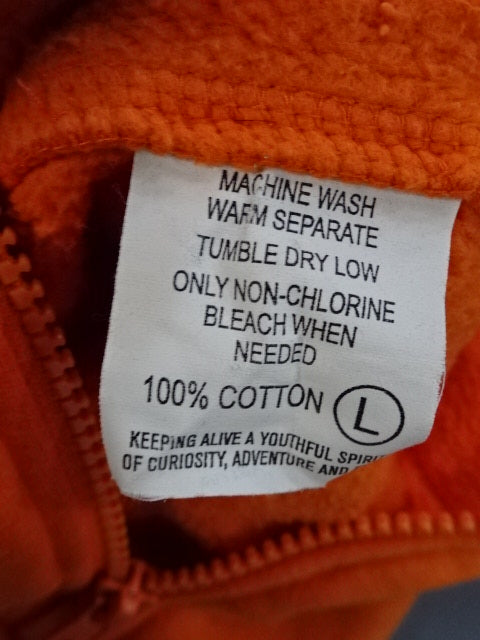 MACHINE WASH
WARM SEPARATE
TUMBLE DRY LOW
ONLY NON-CHLORINE
BLEACH WHEN
NEEDED
100% COTTON L
KEEPING ALIVE A YOUTHFUL
OF CURIOSITY, ADVENTURE AND